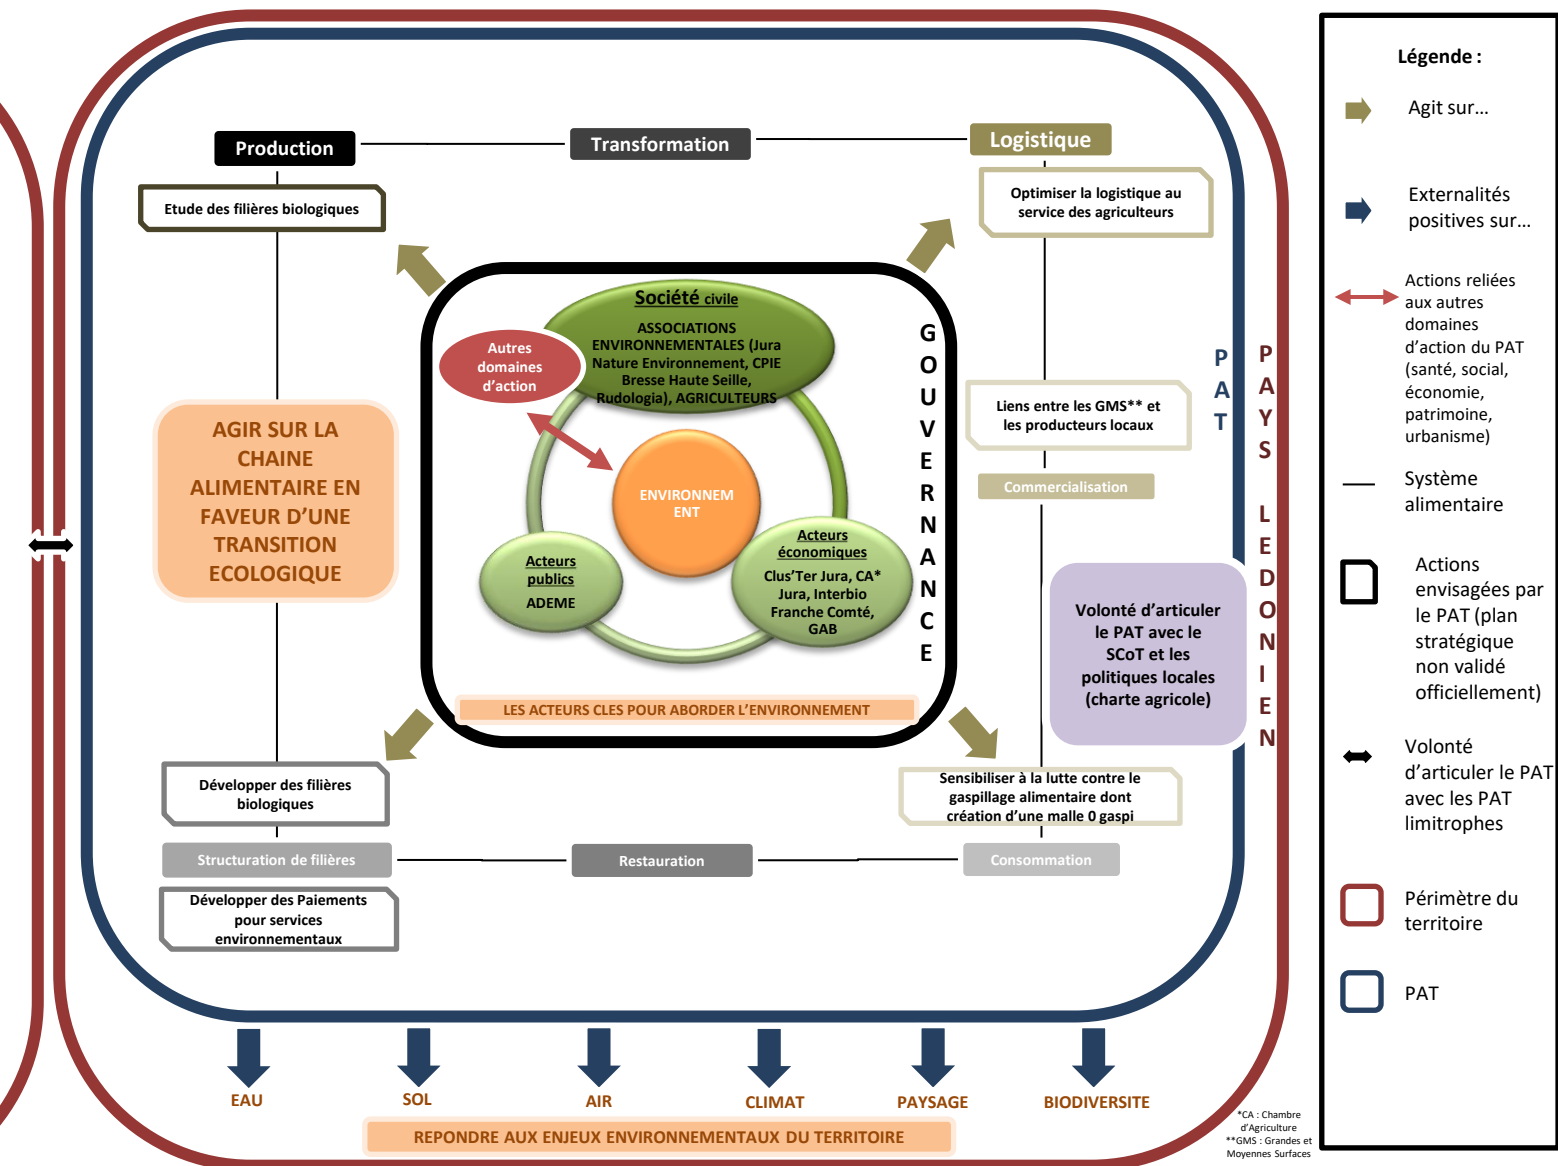 Production
Transformation
Logistique
Etude des filières biologiques
Optimiser la logistique au
service des agriculteurs
Société civile
ASSOCIATIONS
ENVIRONNEMENTALES (Jura
Nature Environnement, CPIE
Bresse Haute Seille,
Rudologia), AGRICULTEURS
Autres
domaines
d'action
GOUVERNANCE
PAT
PAYS LEDONIEN
Liens entre les GMS** et
les producteurs locaux
AGIR SUR LA
CHAINE
ALIMENTAIRE EN
FAVEUR D'UNE
TRANSITION
ECOLOGIQUE
ENVIRONNEM
ENT
Commercialisation
Acteurs
publics
ADEME
Acteurs
économiques
Clus'Ter Jura, CA*
Jura, Interbio
Franche Comté,
GAB
Volonté d'articuler
le PAT avec le
SCoT et les
politiques locales
(charte agricole)
LES ACTEURS CLES POUR ABORDER L'ENVIRONNEMENT
Développer des filières
biologiques
Sensibiliser à la lutte contre le
gaspillage alimentaire dont
création d'une malle 0 gaspi
Structuration de filières
Restauration
Consommation
Développer des Paiements
pour services
environnementaux
EAU
SOL
AIR
CLIMAT
PAYSAGE
BIODIVERSITE
REPONDRE AUX ENJEUX ENVIRONNEMENTAUX DU TERRITOIRE
*CA : Chambre
d'Agriculture
**GMS : Grandes et
Moyennes Surfaces
Légende :
Agit sur…
Externalités
positives sur…
Actions reliées
aux autres
domaines
d'action du PAT
(santé, social,
économie,
patrimoine,
urbanisme)
Système
alimentaire
Actions
envisagées par
le PAT (plan
stratégique
non validé
officiellement)
Volonté
d'articuler le PAT
avec les PAT
limitrophes
Périmètre du
territoire
PAT